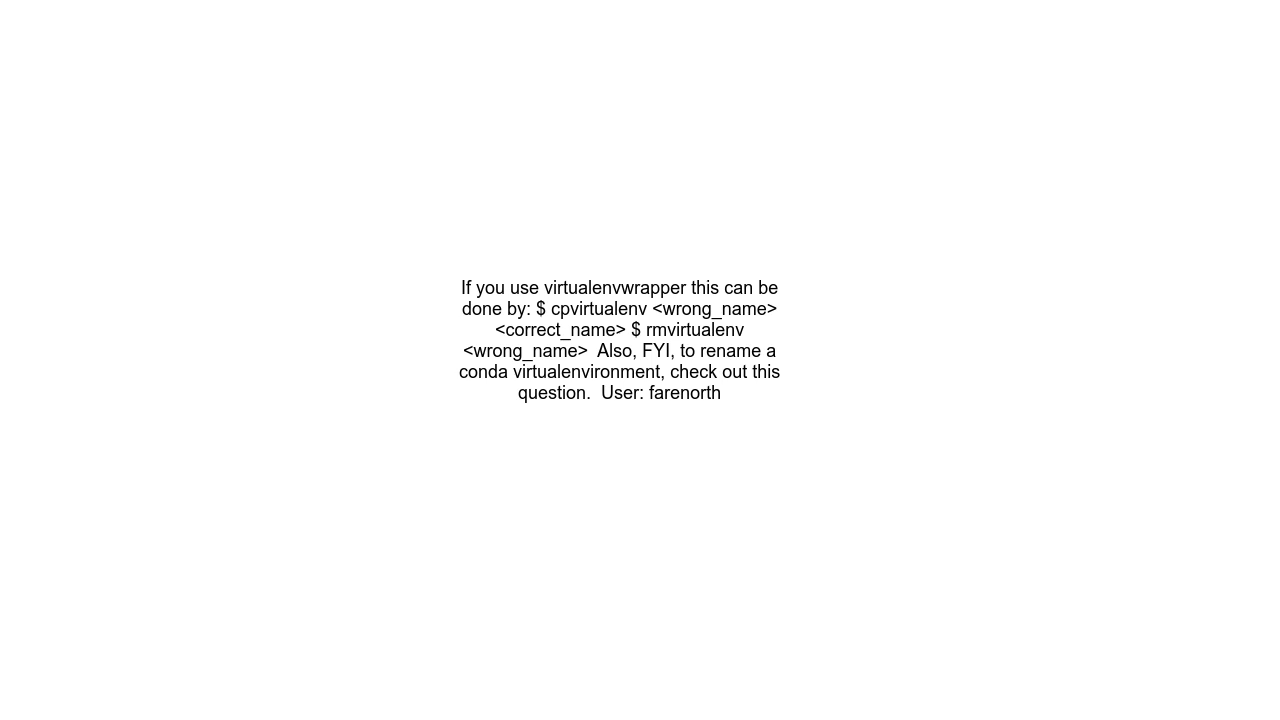 If you use virtualenvwrapper this can be
done by: $ cpvirtualenv <wrong_name>
<correct_name> $ rmvirtualenv
<wrong_name>  Also, FYI, to rename a
conda virtualenvironment, check out this
question.  User: farenorth